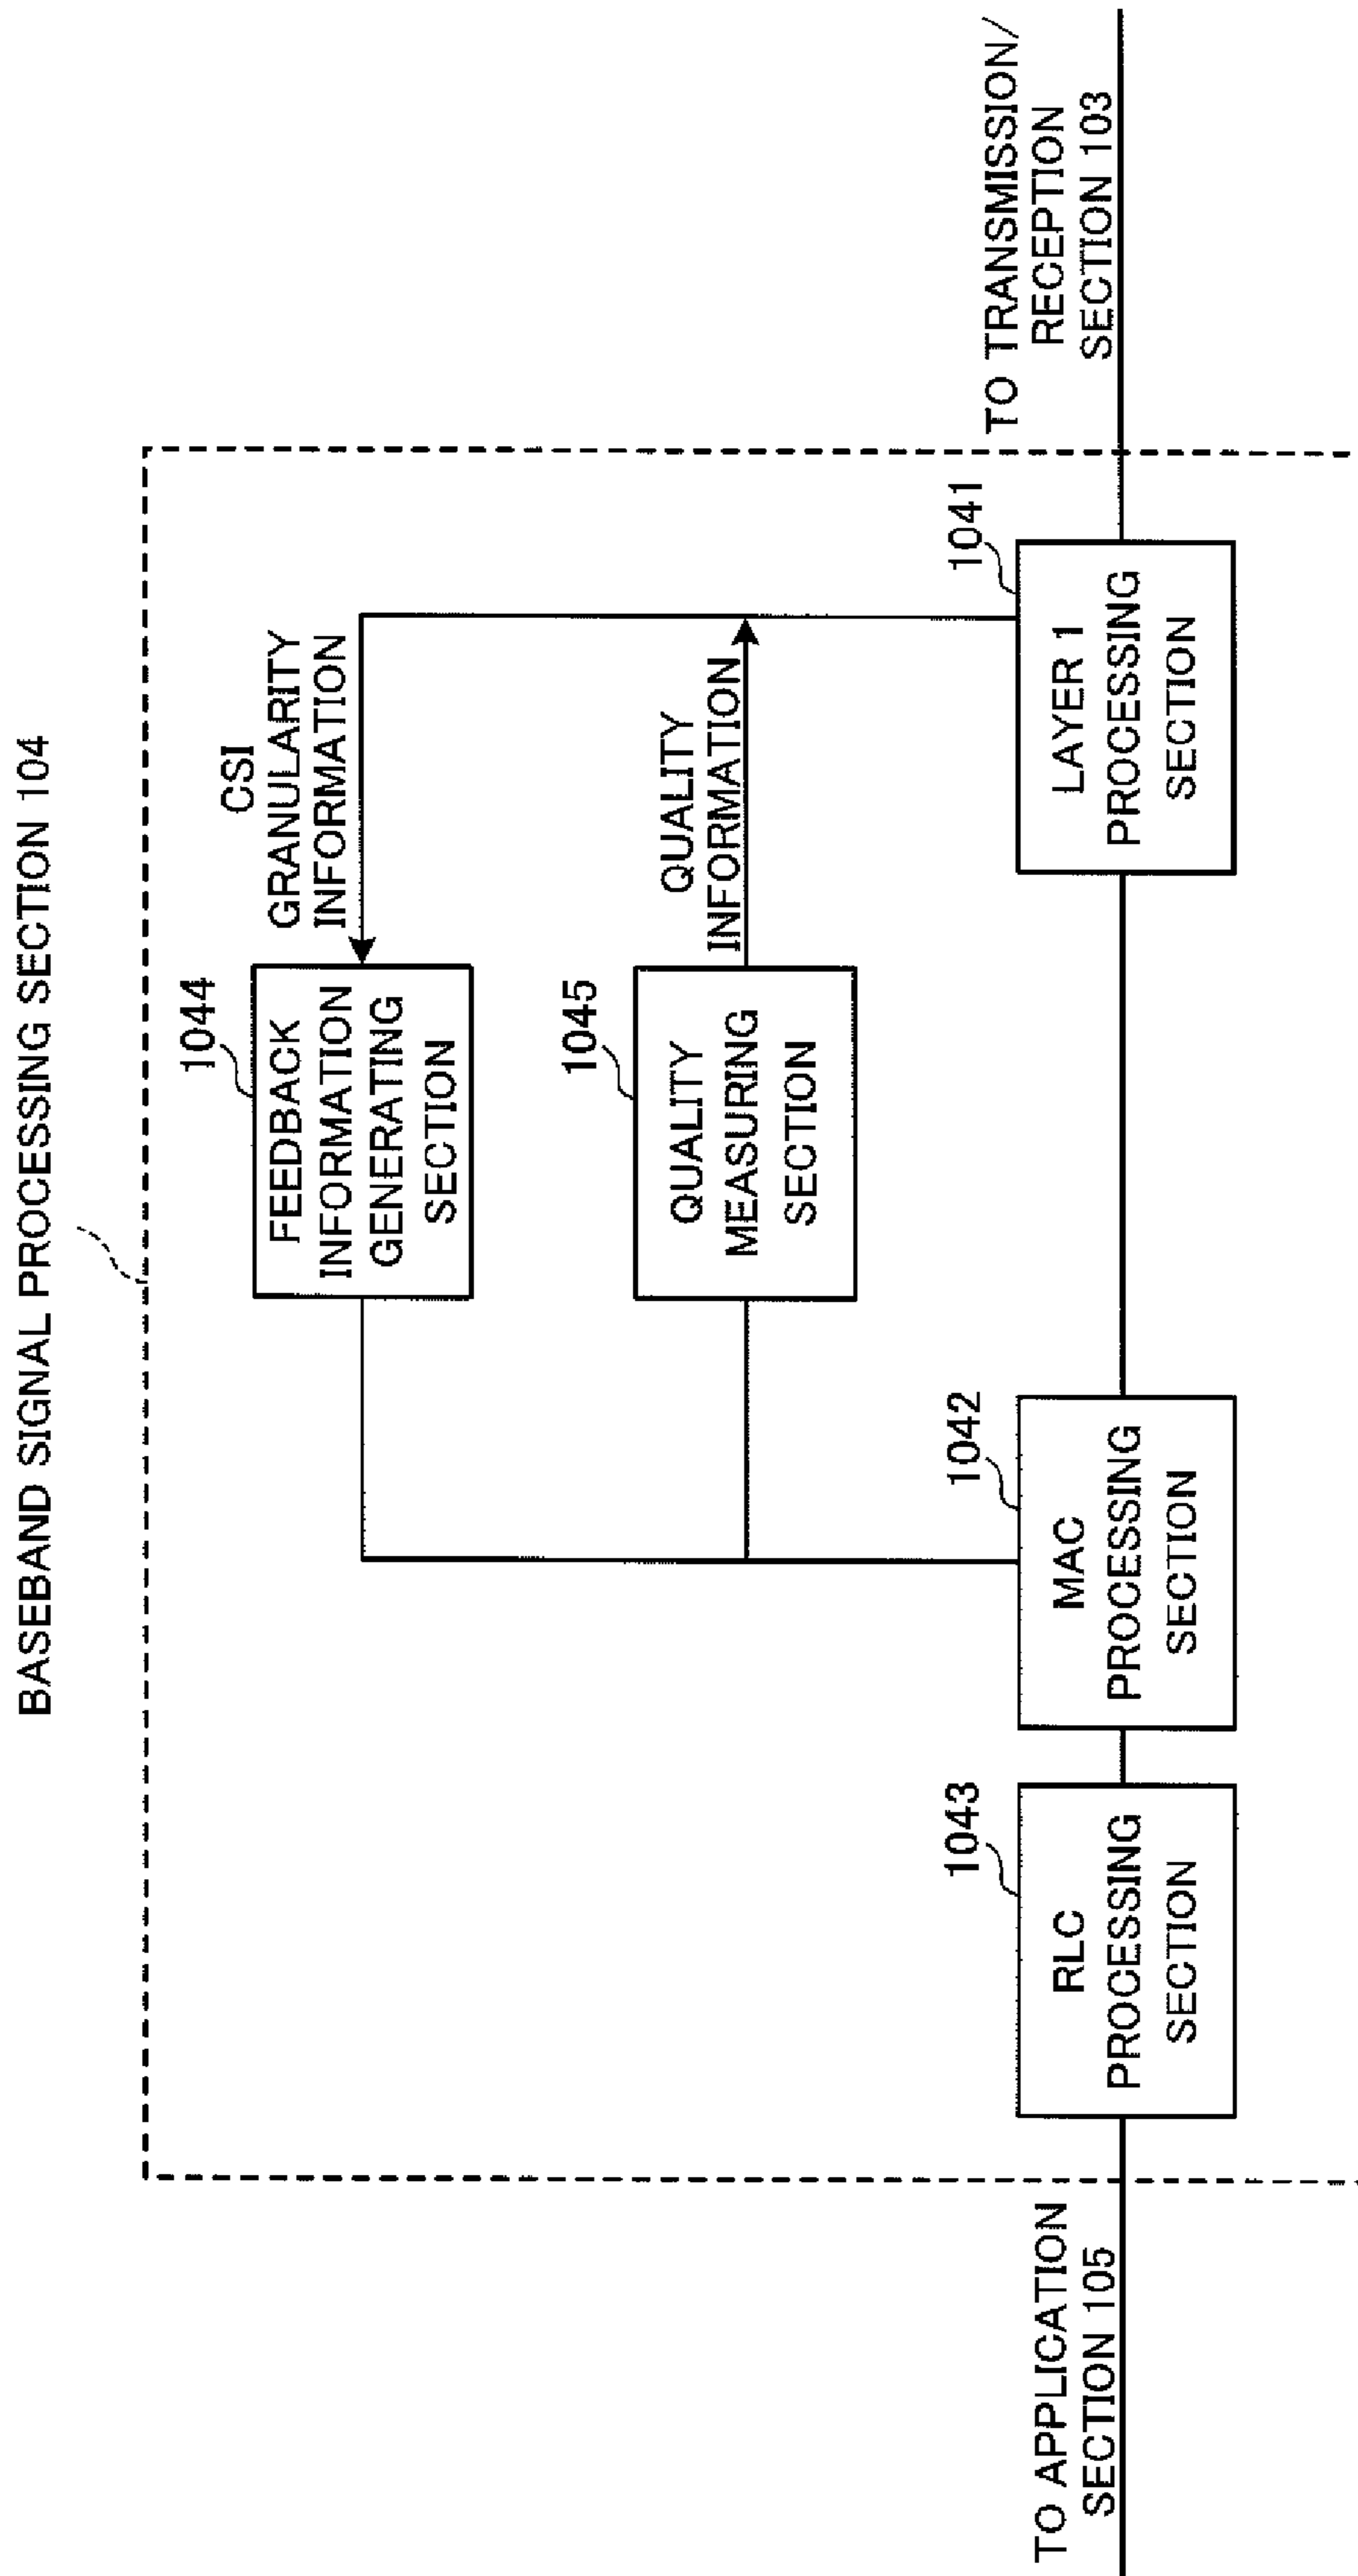 BASEBAND SIGNAL PROCESSING SECTION 104
1044
FEEDBACK
INFORMATION
GENERATING
SECTION
CSI
GRANULARITY
INFORMATION
1045
QUALITY
MEASURING
SECTION
QUALITY
INFORMATION
TO APPLICATION
SECTION 105
1043
RLC
PROCESSING
SECTION
1042
MAC
PROCESSING
SECTION
1041
LAYER 1
PROCESSING
SECTION
TO TRANSMISSION/
RECEPTION
SECTION 103